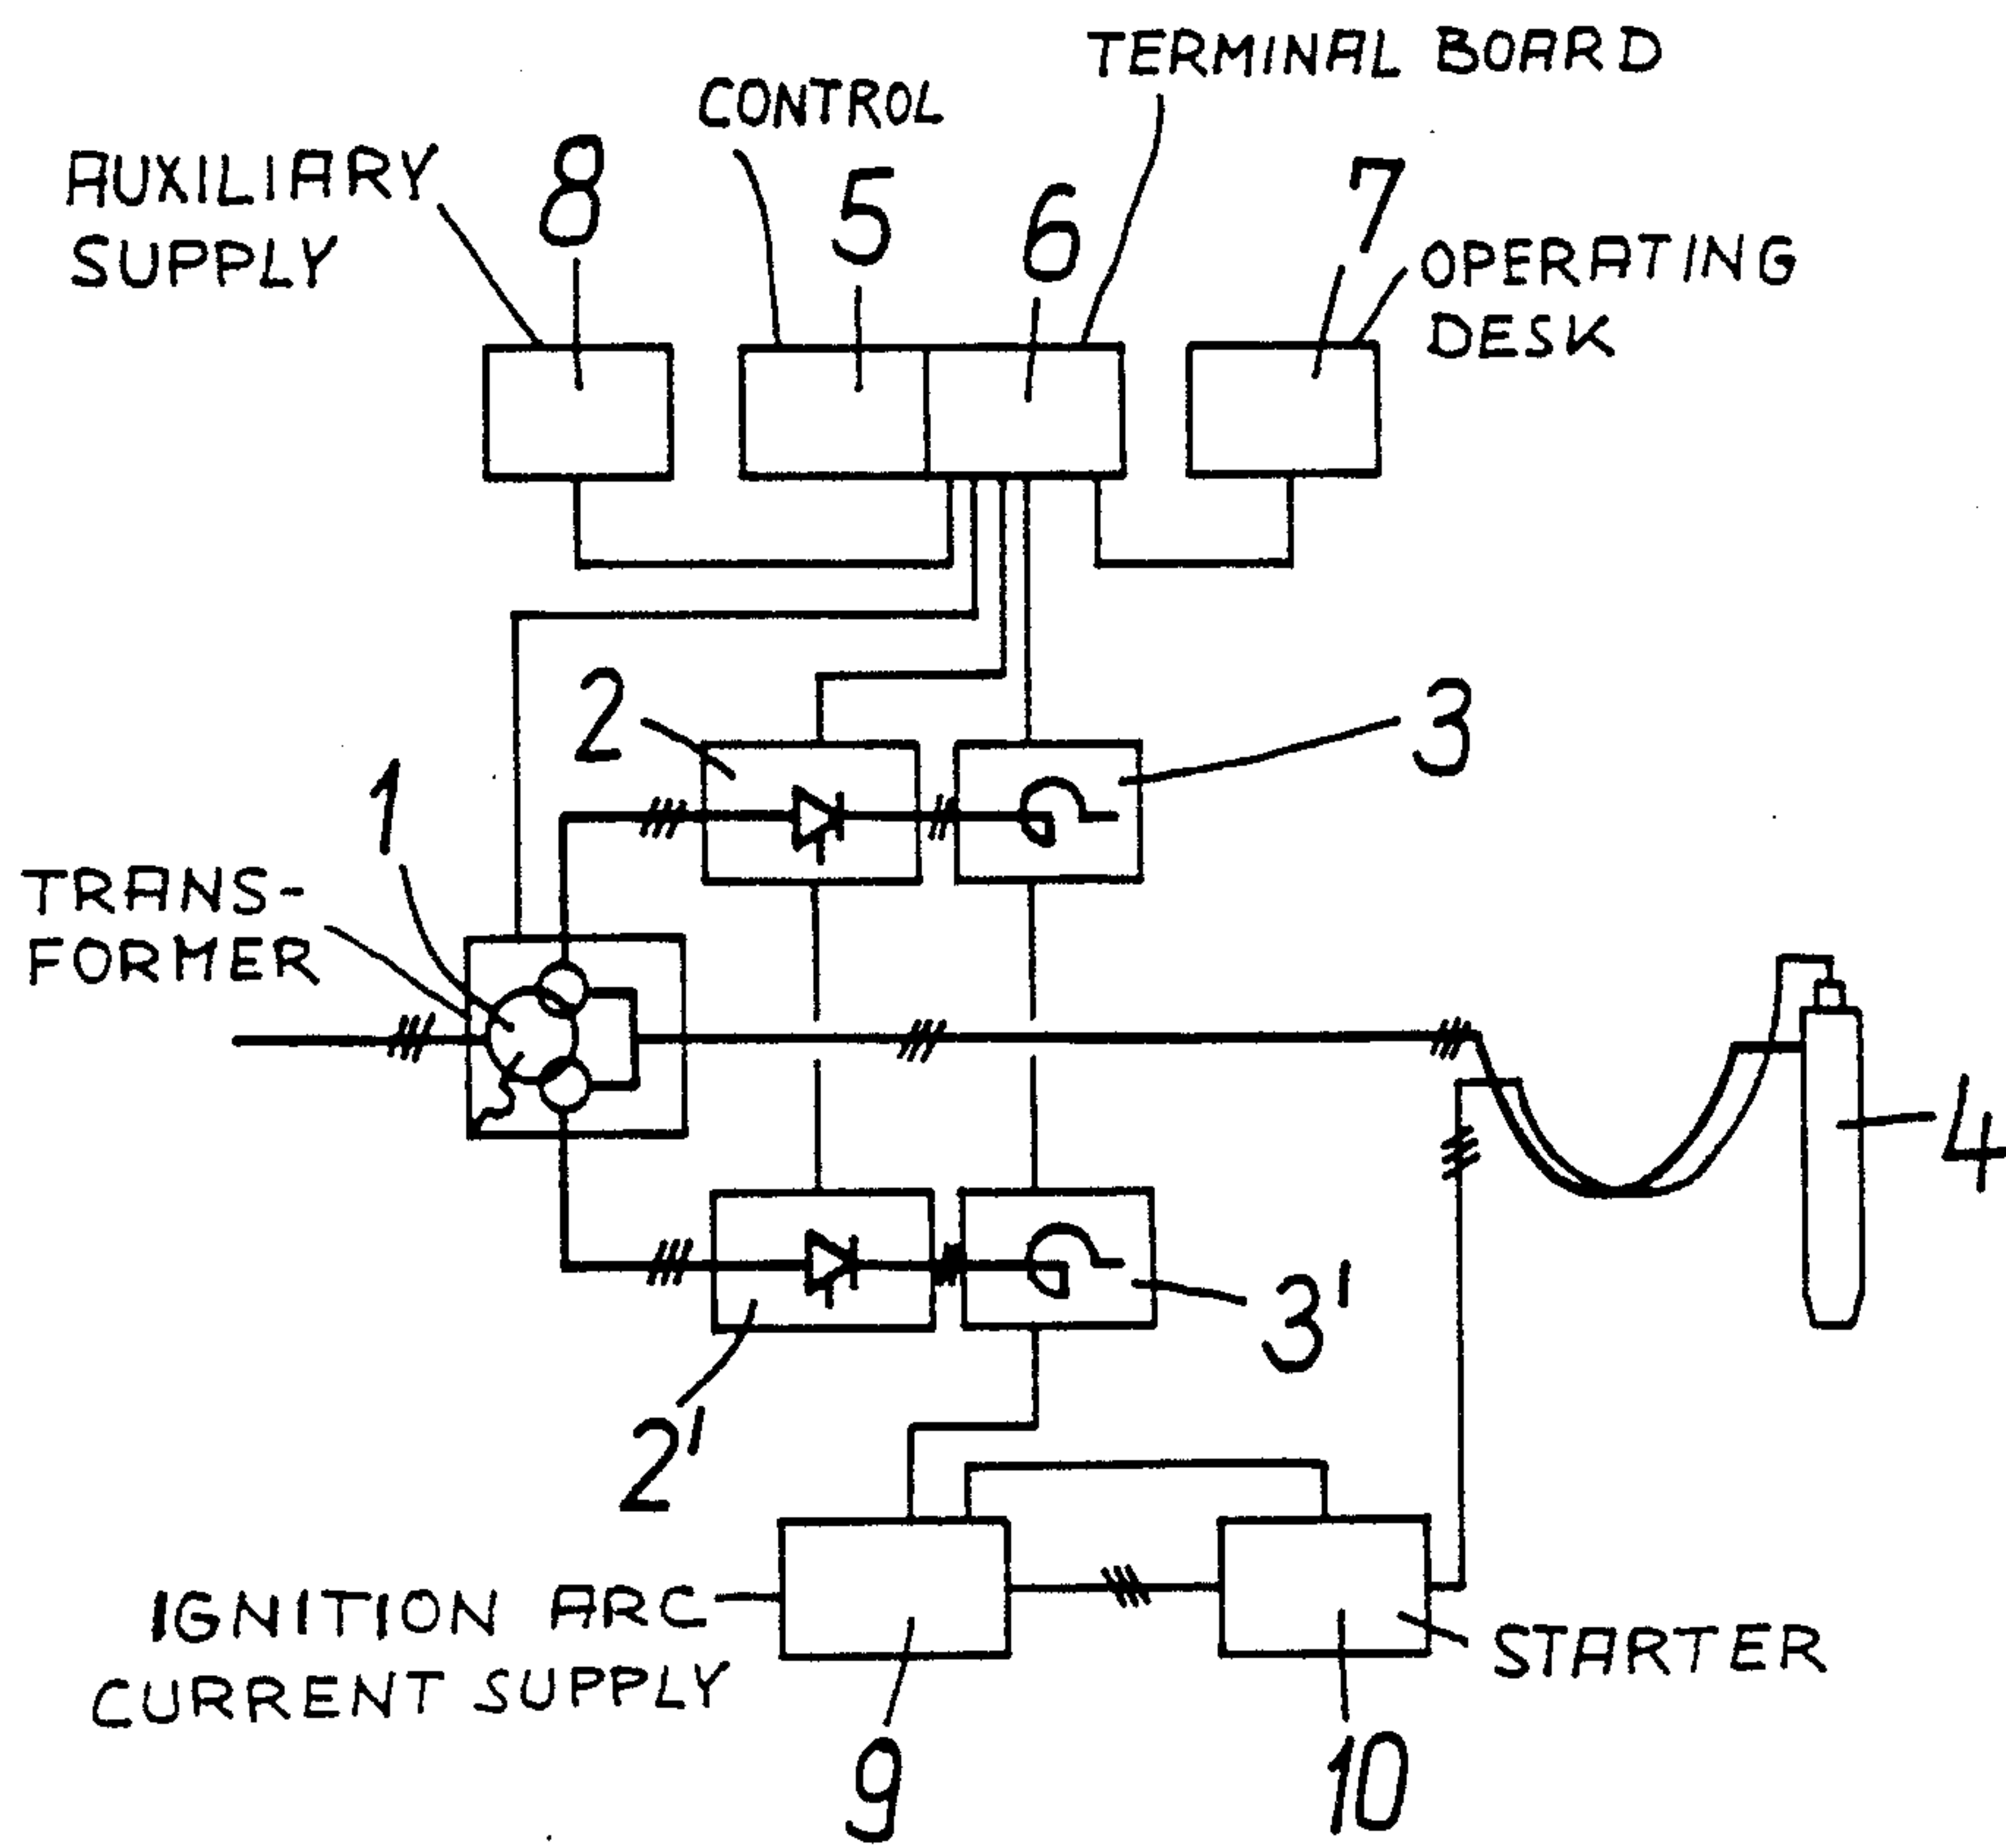 TERMINAL BOARD
CONTROL
AUXILIARY
SUPPLY
8
5
6
7
OPERATING
DESK
2
3
1
TRANS-
FORMER
4
3'
2'
IGNITION ARC
CURRENT SUPPLY
STARTER
9
10